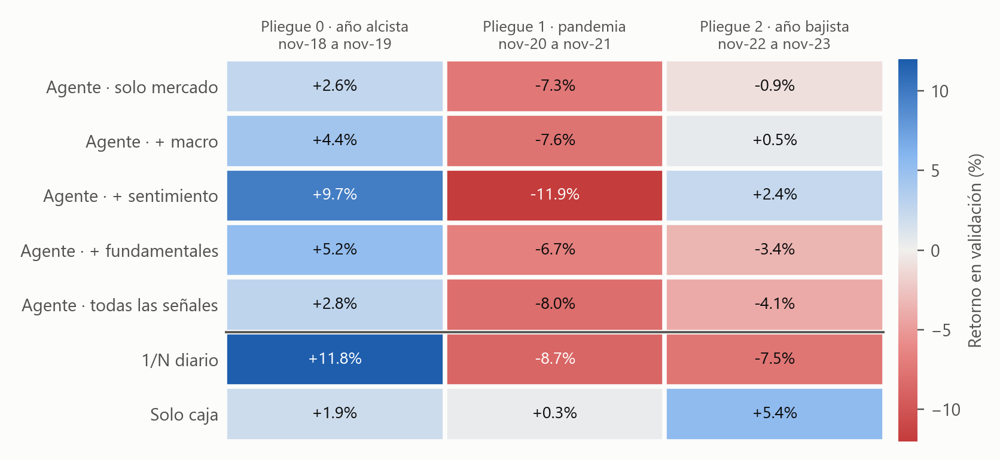 Pliegue 0 · año alcista
nov-18 a nov-19
Pliegue 1 · pandemia
nov-20 a nov-21
Pliegue 2 · año bajista
nov-22 a nov-23
Agente · solo mercado
+2.6%
-7.3%
-0.9%
Agente · + macro
+4.4%
-7.6%
+0.5%
Agente · + sentimiento
+9.7%
-11.9%
+2.4%
Agente · + fundamentales
+5.2%
-6.7%
-3.4%
Agente · todas las señales
+2.8%
-8.0%
-4.1%
1/N diario
+11.8%
-8.7%
-7.5%
Solo caja
+1.9%
+0.3%
+5.4%
10
5
0
−5
−10
Retorno en validación (%)